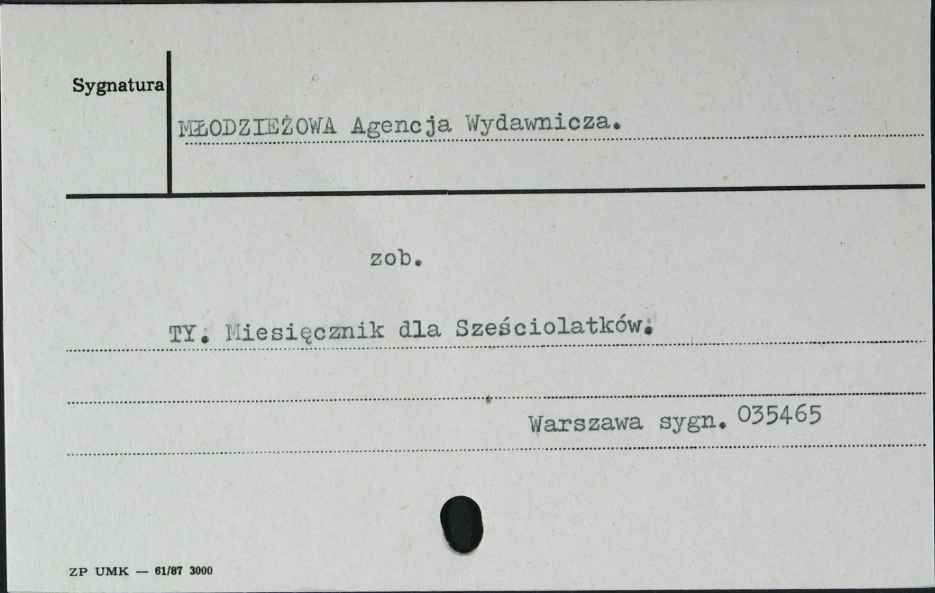 Sygnatura
MŁODZIEŻOWA Agencja Wydawnicza.
zob.
TY. Miesięcznik dla Sześciolatków.
Warszawa sygn. 035465
ZP UMK — 61/87 3000